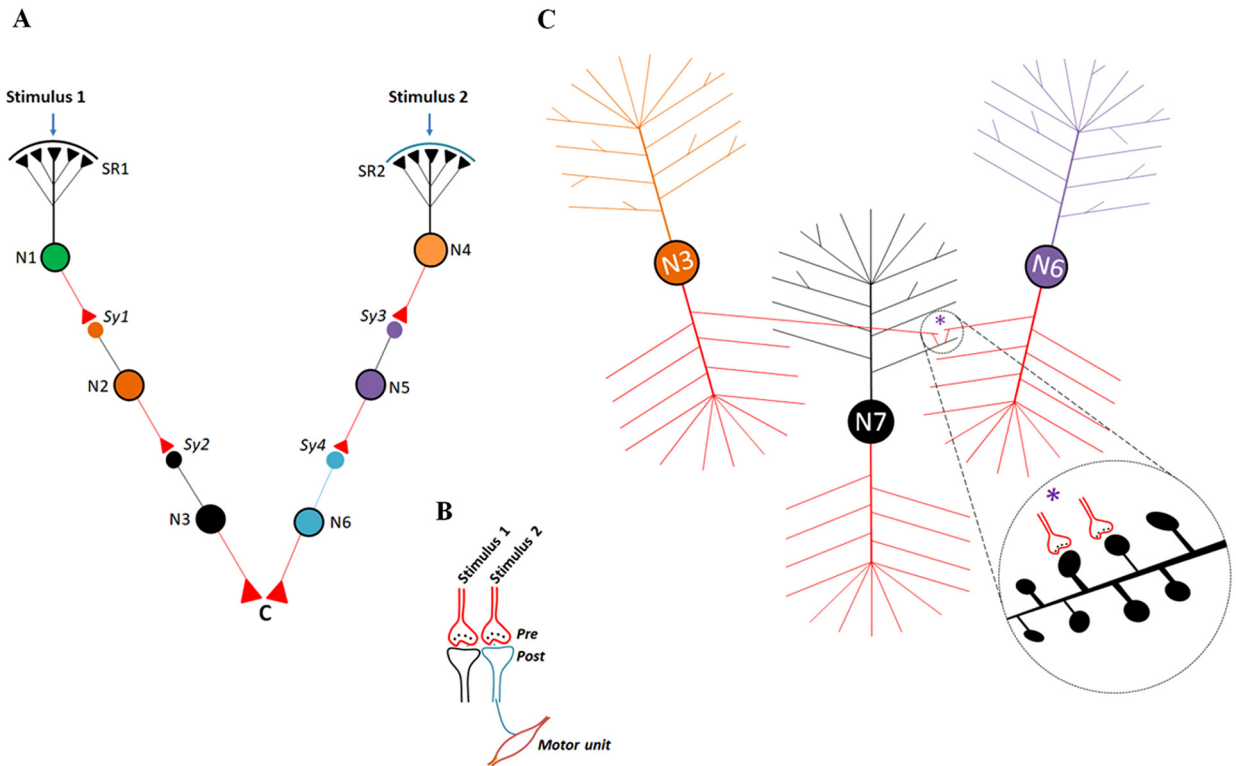 A
Stimulus 1
Stimulus 2
SR1
SR2
N1
N4
Sy1
Sy3
N2
N5
Sy2
Sy4
N3
N6
C
B
Stimulus 1
Stimulus 2
Pre
Post
Motor unit
C
N3
N6
*
N7
*